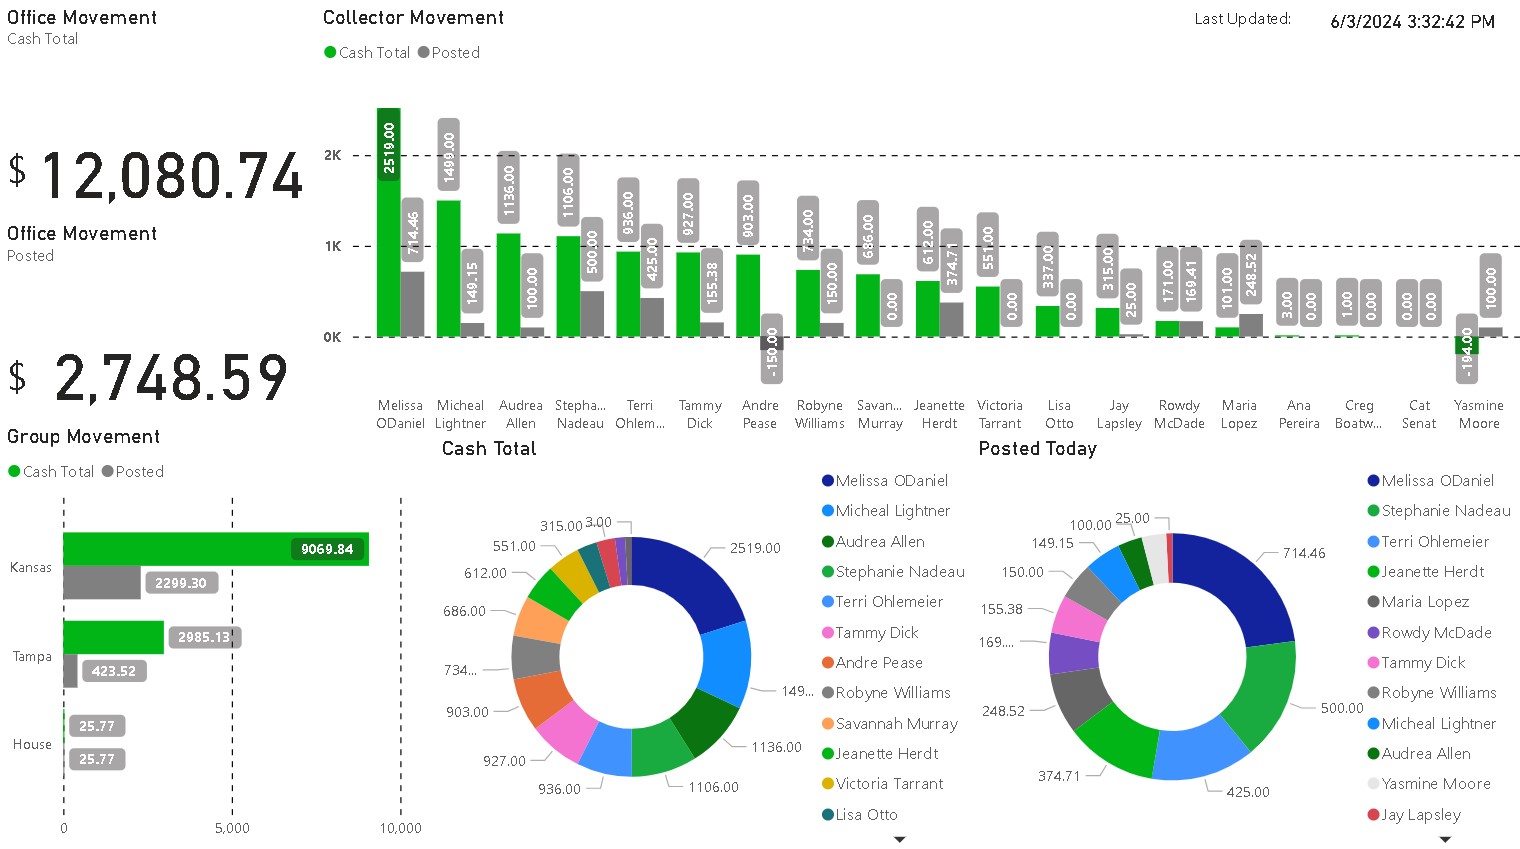 Office Movement
Cash Total
$ 12,080.74
Office Movement
Posted
$ 2,748.59
Collector Movement
Cash Total Posted
Last Updated: 6/3/2024 3:32:42 PM
2K
1K
0K
2519.00 714.46
1499.00 149.15
1136.00 100.00
1106.00 500.00
936.00 425.00
927.00 155.38
903.00 -150.00
734.00 150.00
686.00 0.00
612.00 374.71
551.00 0.00
337.00 0.00
315.00 25.00
171.00 169.41
101.00 248.52
3.00 0.00
1.00 0.00
0.00 0.00
-194.00 100.00
Melissa ODaniel
Micheal Lightner
Audrea Allen
Stepha... Nadeau
Terri Ohlem...
Tammy Dick
Andre Pease
Robyne Williams
Savan... Murray
Jeanette Herdt
Victoria Tarrant
Lisa Otto
Jay Lapsley
Rowdy McDade
Maria Lopez
Ana Pereira
Creg Boatw...
Cat Senat
Yasmine Moore
Group Movement
Cash Total Posted
Kansas
9069.84
2299.30
Tampa
2985.13
423.52
House
25.77
25.77
0 5,000 10,000
Cash Total
2519.00
149...
1136.00
1106.00
936.00
927.00
903.00
734...
686.00
612.00
551.00
315.00
3.00
Melissa ODaniel
Micheal Lightner
Audrea Allen
Stephanie Nadeau
Terri Ohlemeier
Tammy Dick
Andre Pease
Robyne Williams
Savannah Murray
Jeanette Herdt
Victoria Tarrant
Lisa Otto
Posted Today
714.46
500.00
425.00
374.71
248.52
169....
155.38
150.00
149.15
100.00
25.00
Melissa ODaniel
Stephanie Nadeau
Terri Ohlemeier
Jeanette Herdt
Maria Lopez
Rowdy McDade
Tammy Dick
Robyne Williams
Micheal Lightner
Audrea Allen
Yasmine Moore
Jay Lapsley